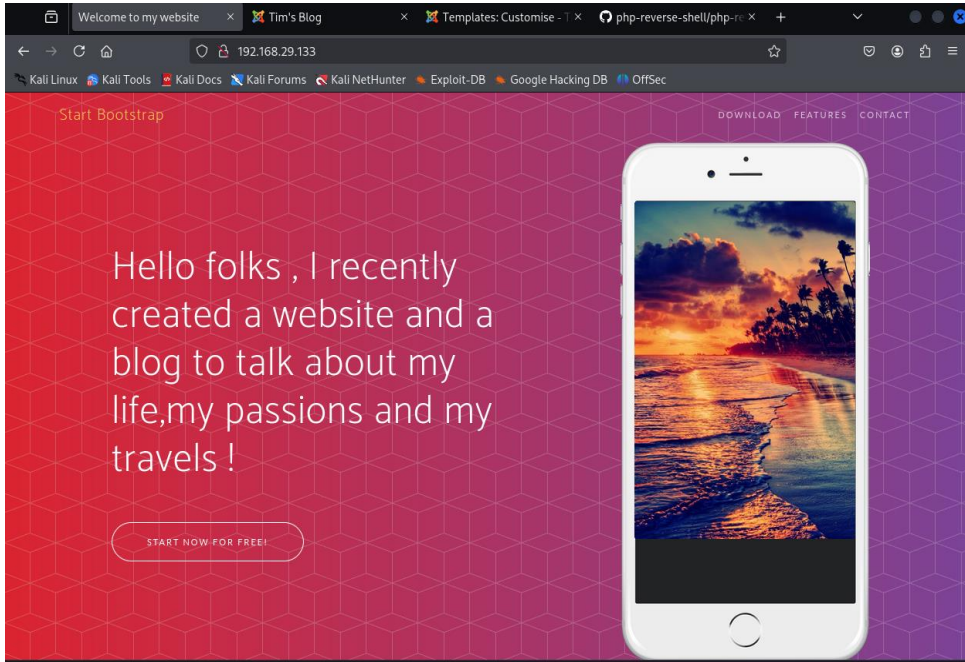 Welcome to my website
Tim's Blog
Templates: Customise - T
php-reverse-shell/php-re
192.168.29.133
Kali Linux Kali Tools Kali Docs Kali Forums Kali NetHunter Exploit-DB Google Hacking DB OffSec
Start Bootstrap
DOWNLOAD FEATURES CONTACT
Hello folks , I recently
created a website and a
blog to talk about my
life,my passions and my
travels !
START NOW FOR FREE!